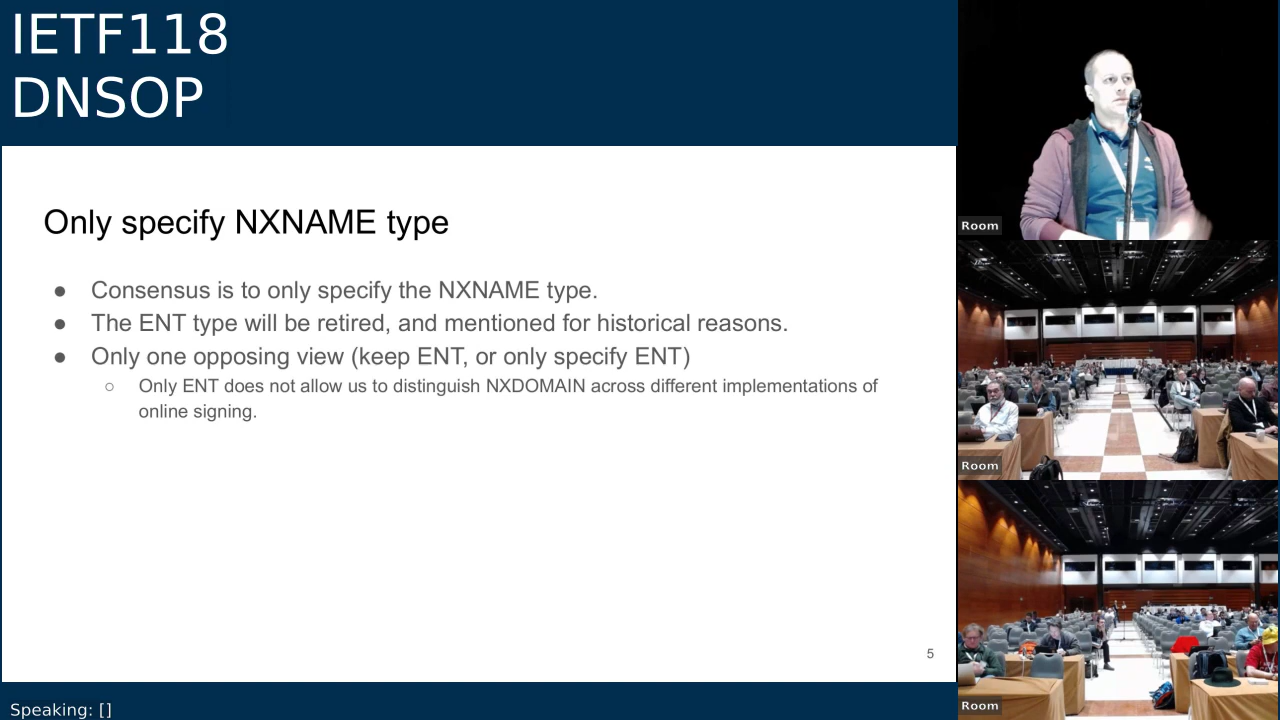 IETF118
DNSOP
Only specify NXNAME type
● Consensus is to only specify the NXNAME type.
● The ENT type will be retired, and mentioned for historical reasons.
● Only one opposing view (keep ENT, or only specify ENT)
○ Only ENT does not allow us to distinguish NXDOMAIN across different implementations of
online signing.
5
Speaking: []
Room
Room
Room